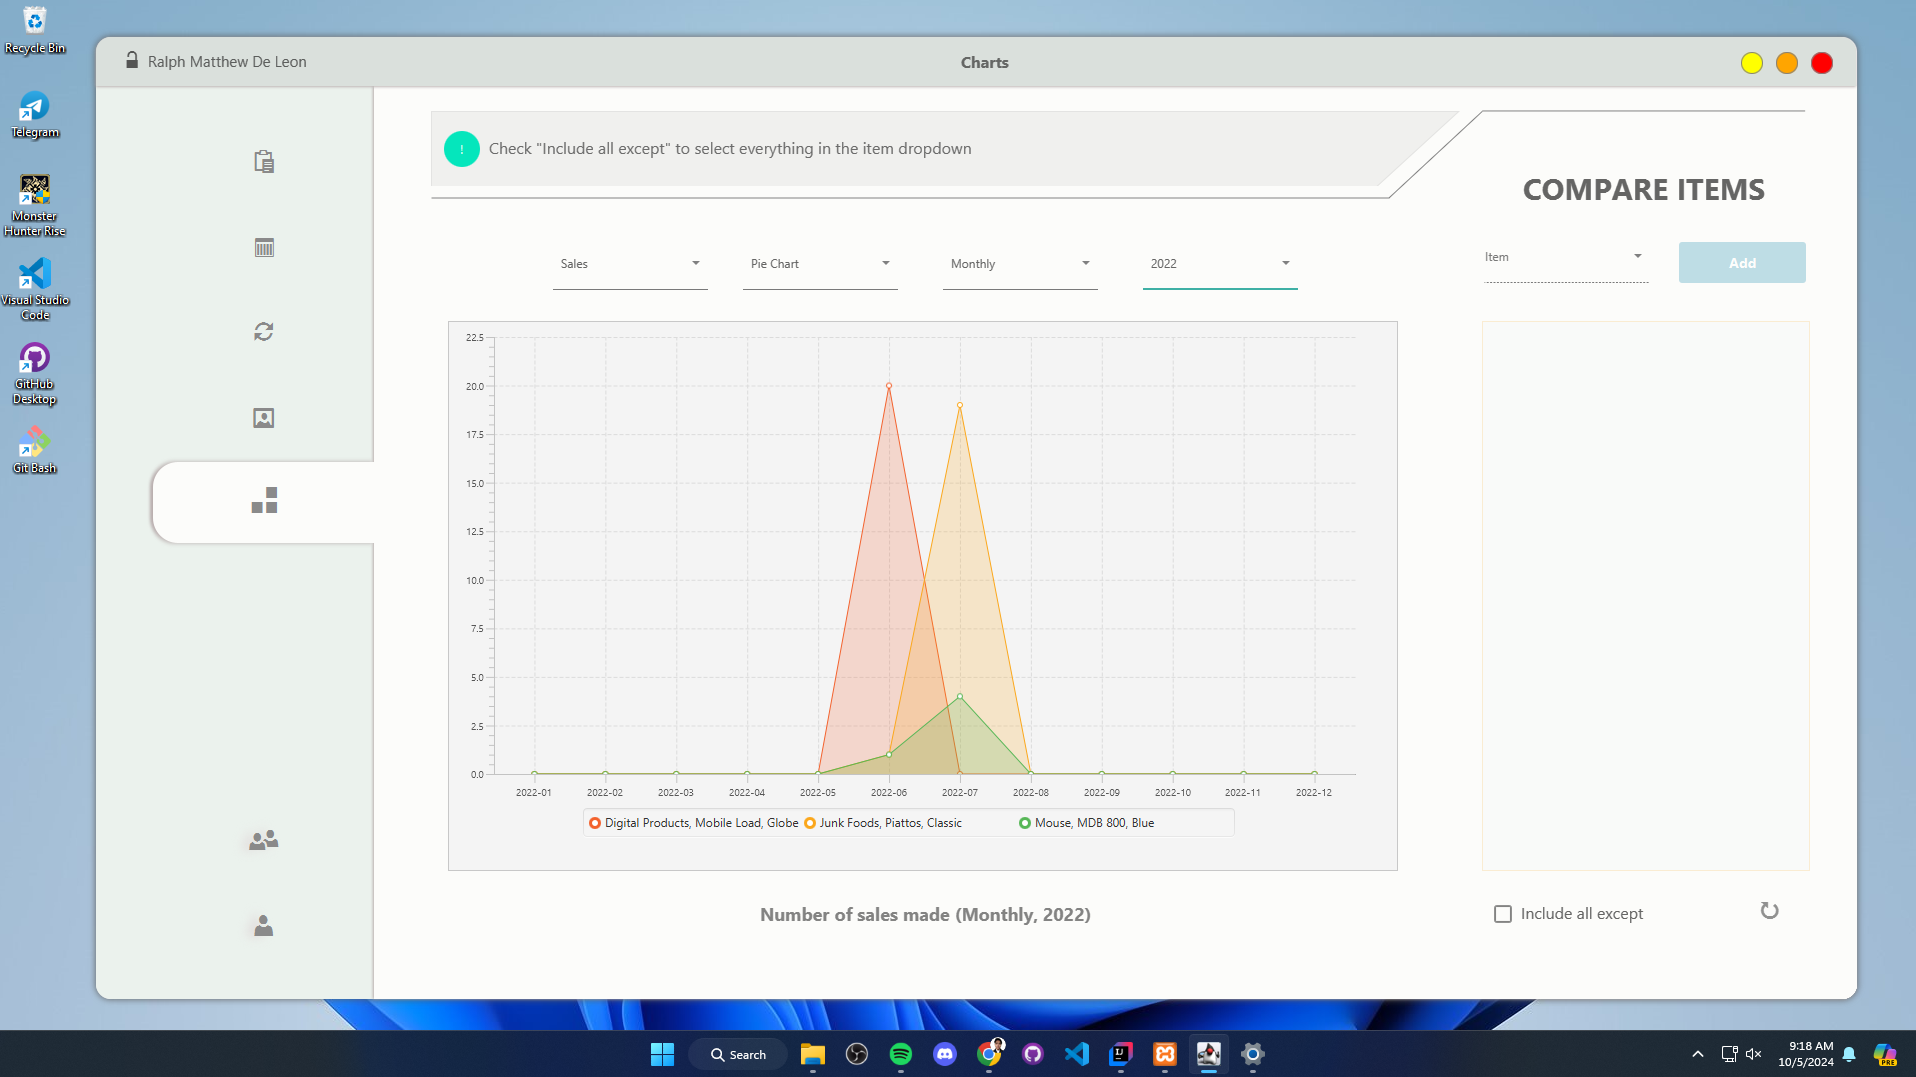 Recycle Bin
Telegram
Monster
Hunter Rise
Visual Studio
Code
GitHub
Desktop
Git Bash
Ralph Matthew De Leon
Charts
!
Check "Include all except" to select everything in the item dropdown
COMPARE ITEMS
Sales
Pie Chart
Monthly
2022
Item
Add
22.5
20.0
17.5
15.0
12.5
10.0
7.5
5.0
2.5
0.0
2022-01 2022-02 2022-03 2022-04 2022-05 2022-06 2022-07 2022-08 2022-09 2022-10 2022-11 2022-12
Digital Products, Mobile Load, Globe Junk Foods, Piattos, Classic Mouse, MDB 800, Blue
Number of sales made (Monthly, 2022)
Include all except
Search
9:18 AM
10/5/2024
PRE